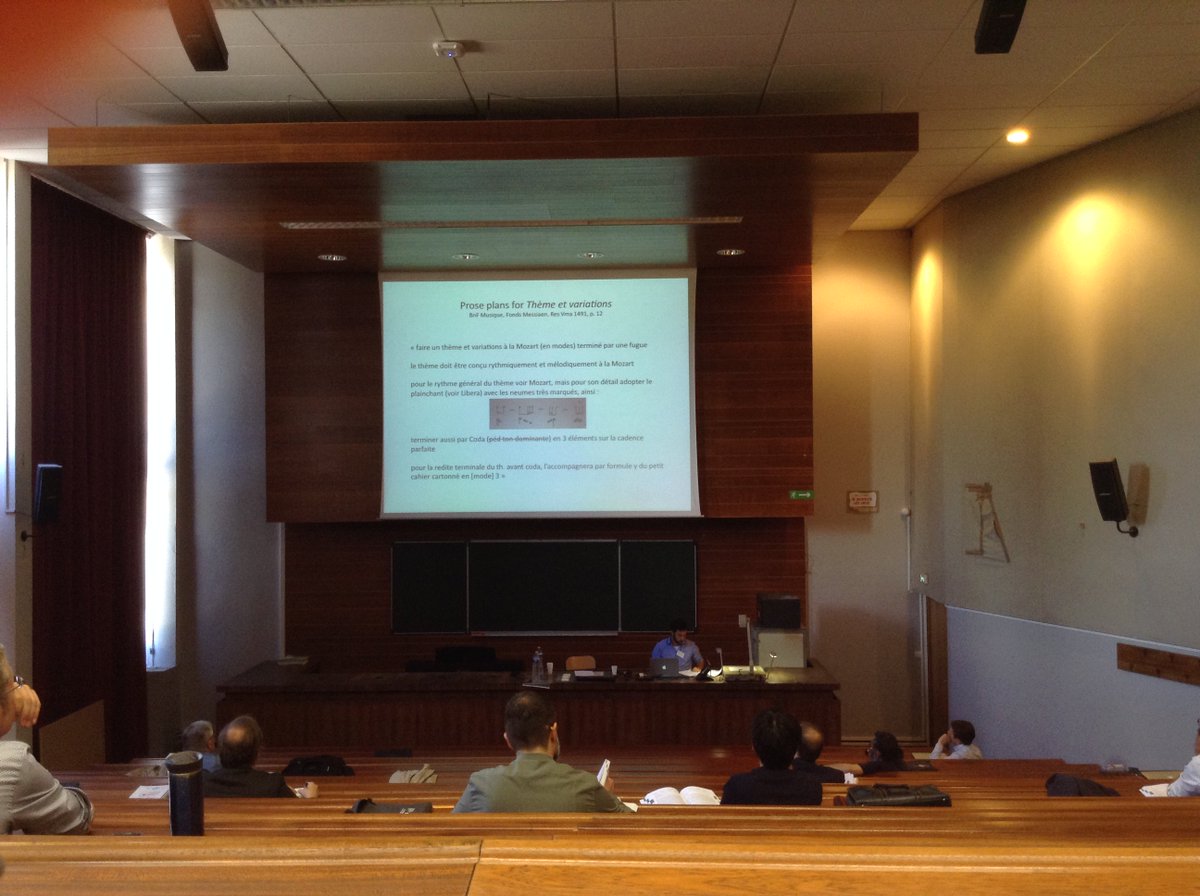 Prose plans for Thème et variations
BnF Musique, Fonds Messiaen, Res Vma 1491, p. 12
« faire un thème et variations à la Mozart (en modes) terminé par une fugue
le thème doit être conçu rythmiquement et mélodiquement à la Mozart
pour le rythme général du thème voir Mozart, mais pour son détail adopter le
plainchant (voir Libera) avec les neumes très marqués, ainsi :
terminer aussi par Coda (péd ton dominante) en 3 éléments sur la cadence
parfaite
pour la redite terminale du th. avant coda, l'accompagnera par formule y du petit
cahier cartonné en [mode] 3 »